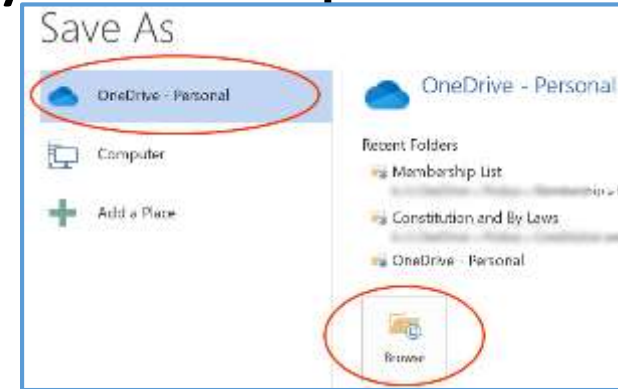 Save As
OneDrive - Personal
Computer
Add a Place
OneDrive - Personal
Recent Folders
Membership List
Constitution and By Laws
OneDrive - Personal
Browse